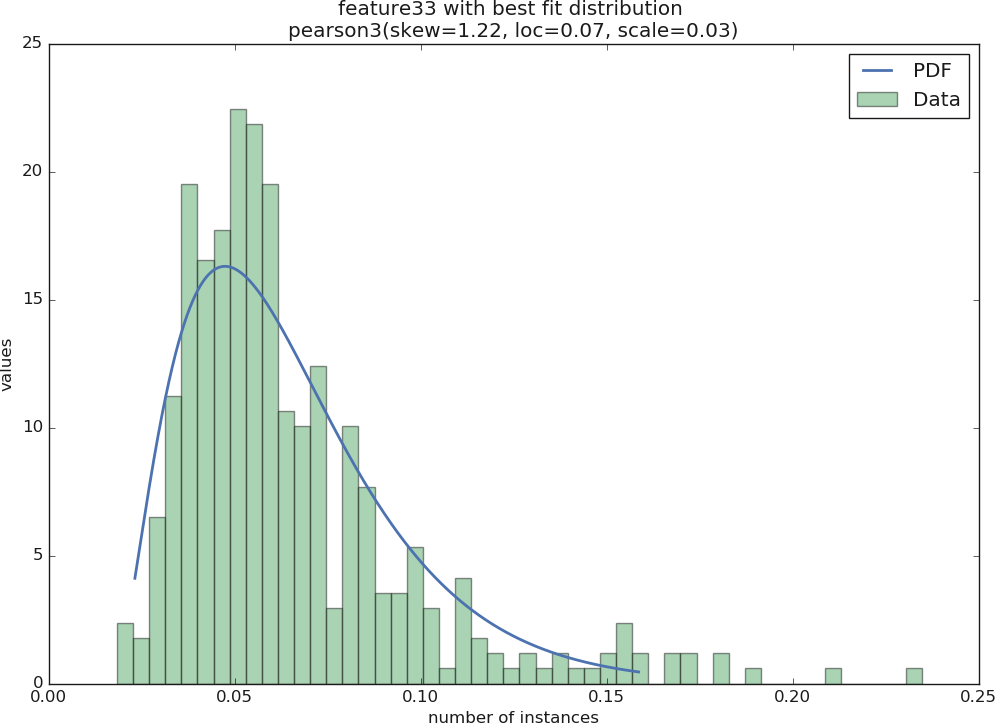 feature33 with best fit distribution
pearson3(skew=1.22, loc=0.07, scale=0.03)
25
20
15
10
5
0
values
PDF
Data
0.00 0.05 0.10 0.15 0.20 0.25
number of instances